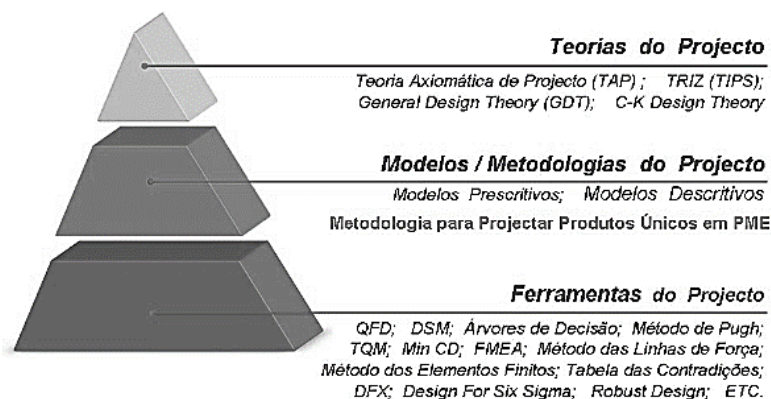 Teorias do Projecto
Teoria Axiomática de Projecto (TAP) ; TRIZ (TIPS);
General Design Theory (GDT); C-K Design Theory
Modelos / Metodologias do Projecto
Modelos Prescritivos; Modelos Descritivos
Metodologia para Projectar Produtos Únicos em PME
Ferramentas do Projecto
QFD; DSM; Árvores de Decisão; Método de Pugh;
TQM; Min CD; FMEA; Método das Linhas de Força;
Método dos Elementos Finitos; Tabela das Contradições;
DFX; Design For Six Sigma; Robust Design; ETC.